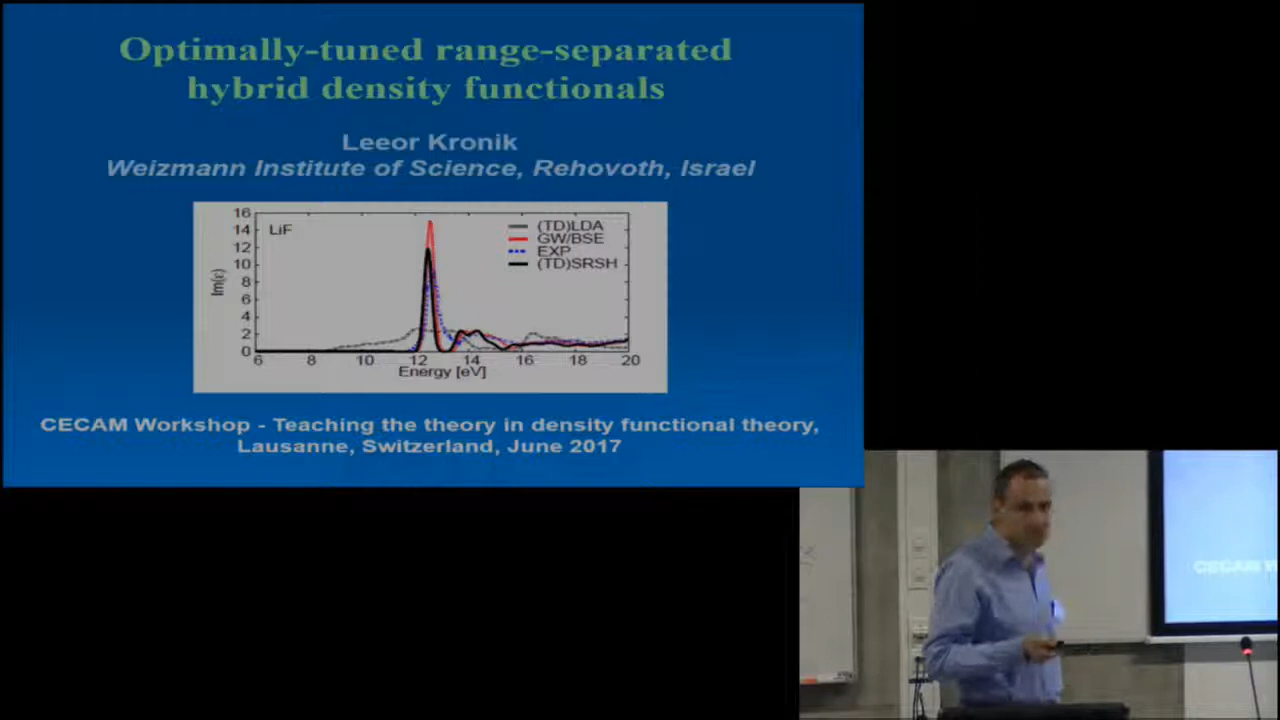 Optimally-tuned range-separated
hybrid density functionals
Leeor Kronik
Weizmann Institute of Science, Rehovoth, Israel
16
14
12
10
8
6
4
2
0
Im(ε)
LiF
(TD)LDA
GW/BSE
EXP
(TD)SRSH
6 8 10 12 14 16 18 20
Energy [eV]
CECAM Workshop - Teaching the theory in density functional theory,
Lausanne, Switzerland, June 2017
CECAM W